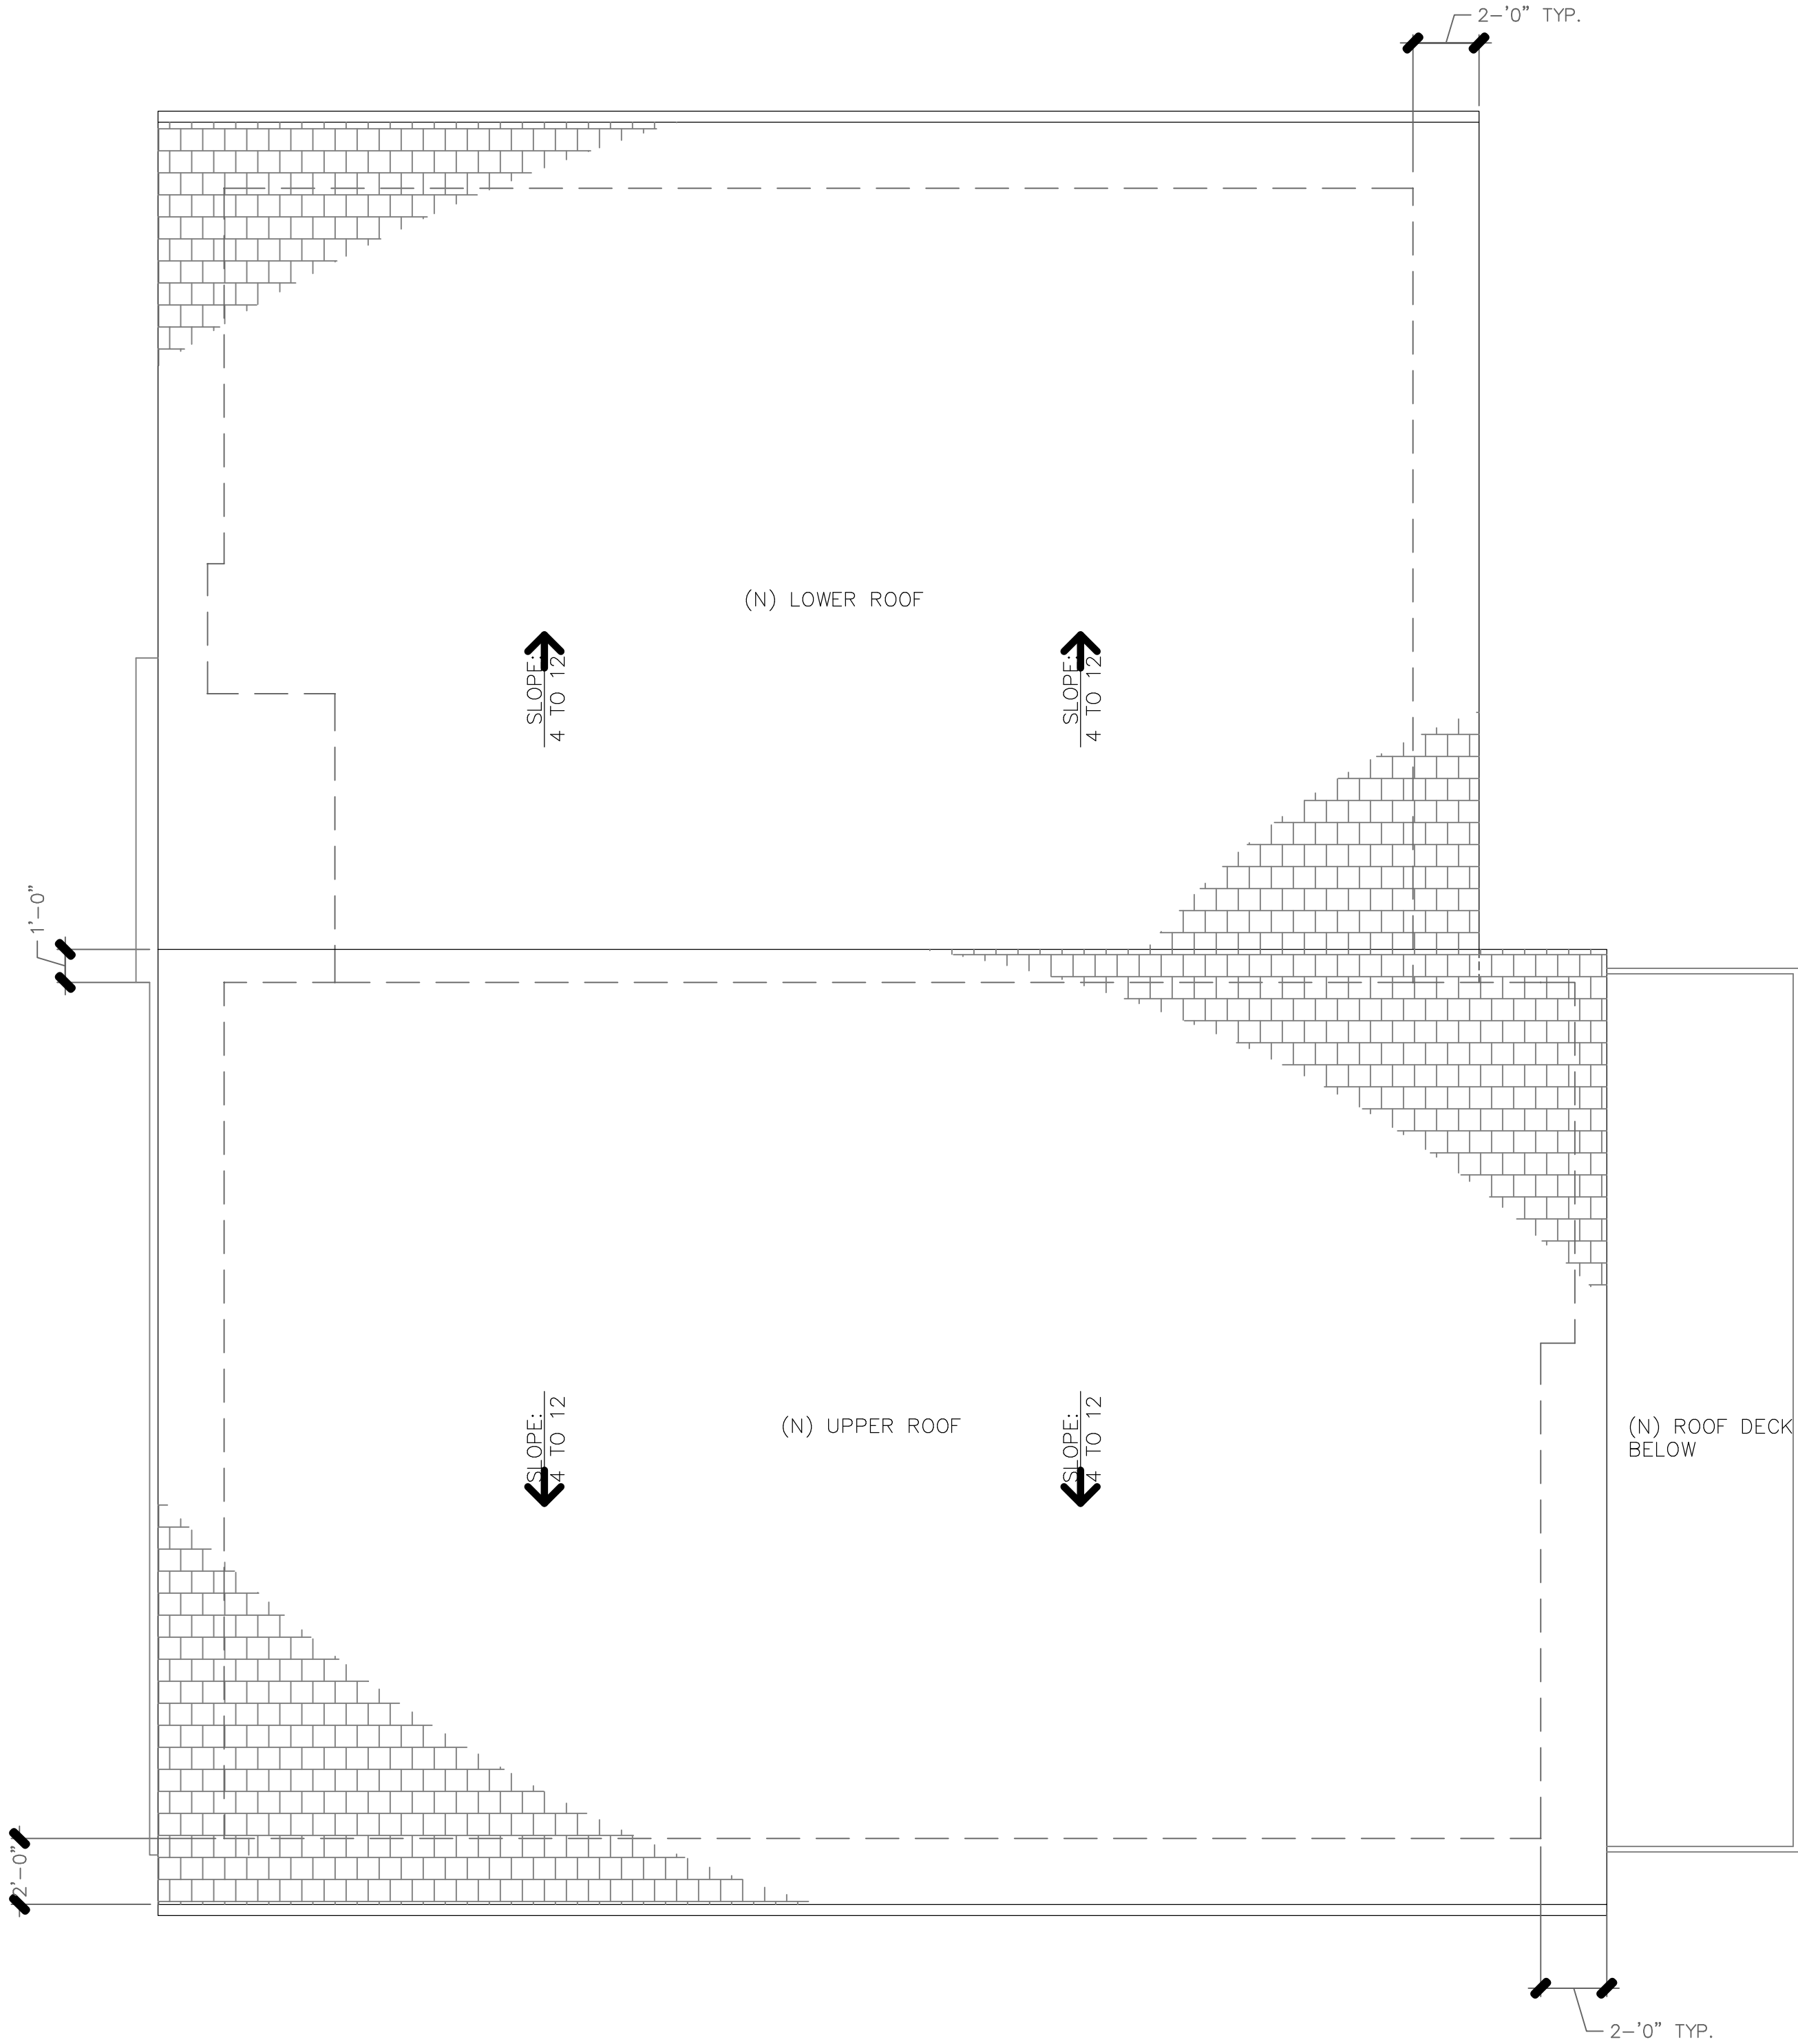 2-'0" TYP.
(N) LOWER ROOF
SLOPE:
4 TO 12
SLOPE:
4 TO 12
1'-0"
SLOPE:
4 TO 12
(N) UPPER ROOF
SLOPE:
4 TO 12
(N) ROOF DECK
BELOW
2'-0"
2-'0" TYP.